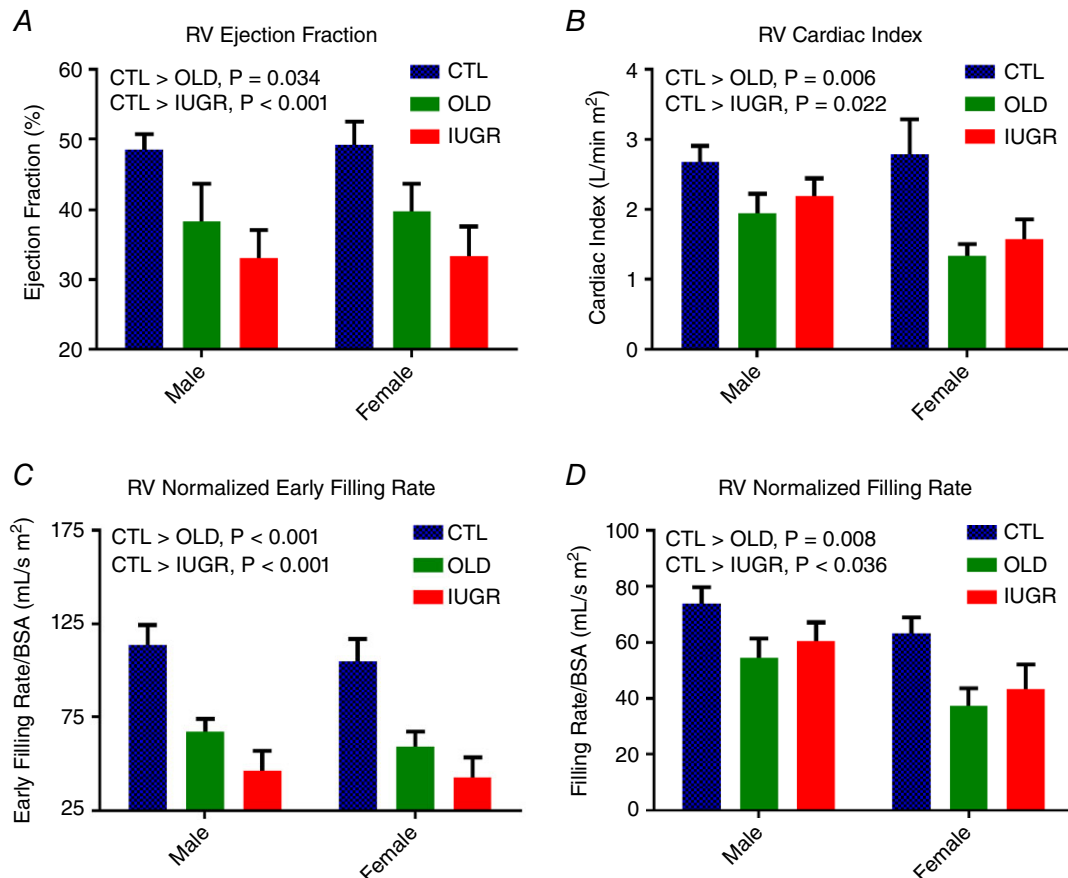 A
RV Ejection Fraction
CTL > OLD, P = 0.034
CTL > IUGR, P < 0.001
CTL
OLD
IUGR
Ejection Fraction (%)
60
50
40
30
20
Male
Female
B
RV Cardiac Index
CTL > OLD, P = 0.006
CTL > IUGR, P = 0.022
CTL
OLD
IUGR
Cardiac Index (L/min m²)
4
3
2
1
0
Male
Female
C
RV Normalized Early Filling Rate
CTL > OLD, P < 0.001
CTL > IUGR, P < 0.001
CTL
OLD
IUGR
Early Filling Rate/BSA (mL/s m²)
175
125
75
25
Male
Female
D
RV Normalized Filling Rate
CTL > OLD, P = 0.008
CTL > IUGR, P < 0.036
CTL
OLD
IUGR
Filling Rate/BSA (mL/s m²)
100
80
60
40
20
0
Male
Female